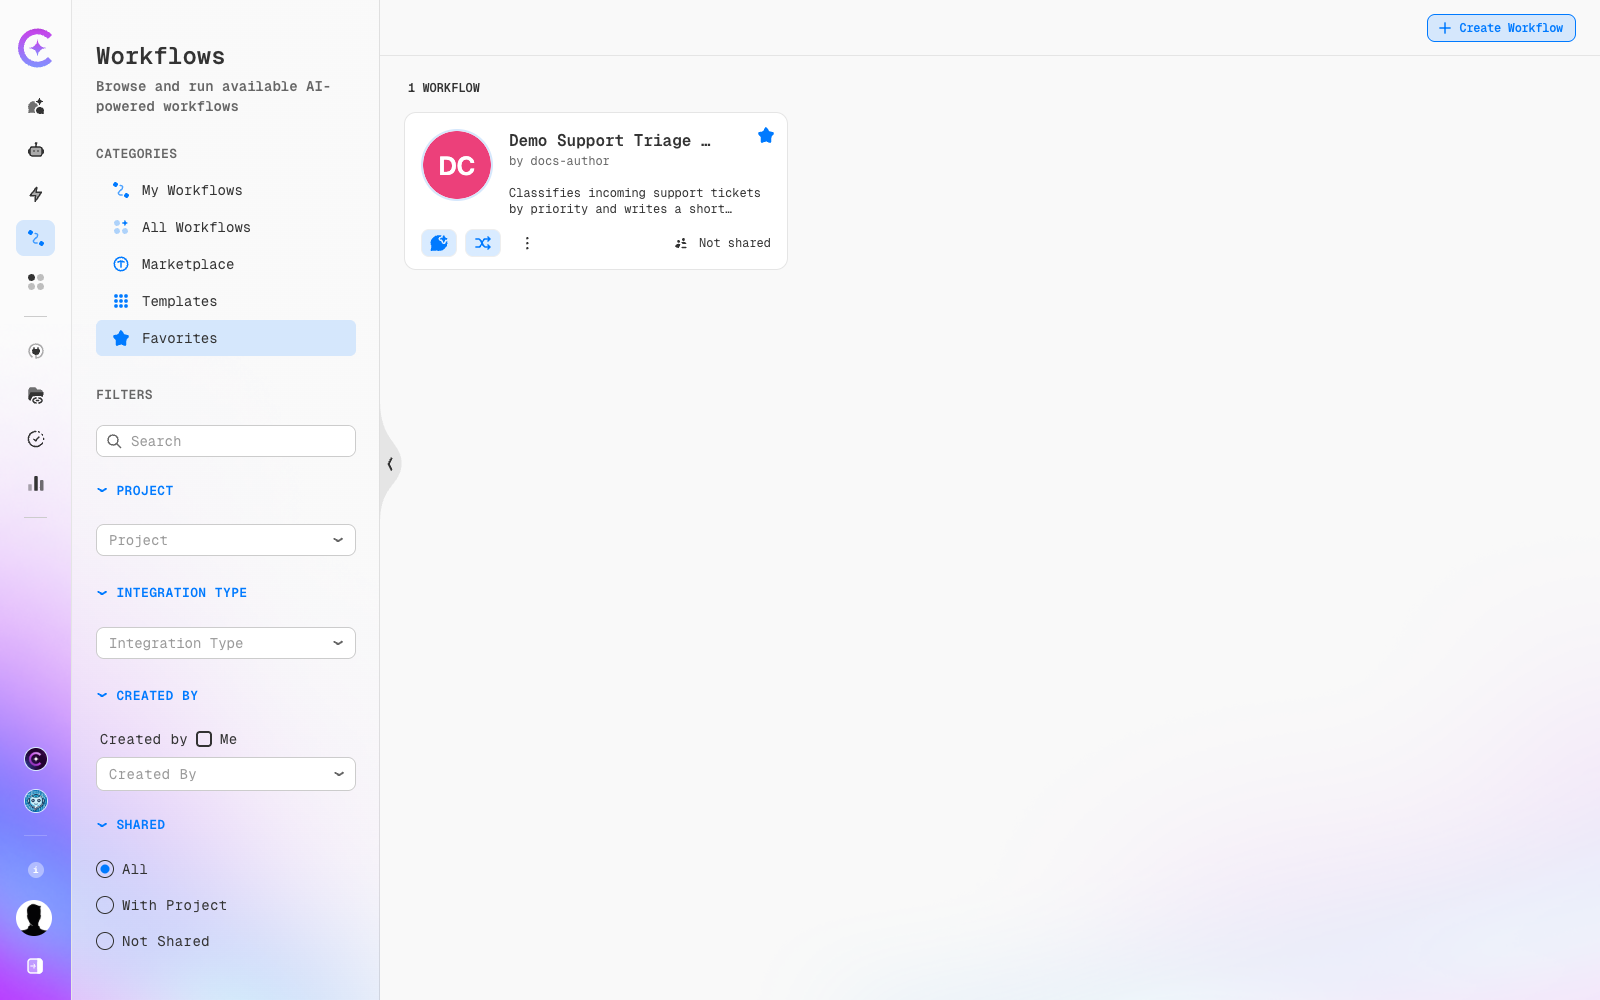 Workflows
Browse and run available AI-
powered workflows
CATEGORIES
My Workflows
All Workflows
Marketplace
Templates
Favorites
FILTERS
Search
PROJECT
Project
INTEGRATION TYPE
Integration Type
CREATED BY
Created by Me
Created By
SHARED
All
With Project
Not Shared
Create Workflow
1 WORKFLOW
DC
Demo Support Triage …
by docs-author
Classifies incoming support tickets
by priority and writes a short…
Not shared